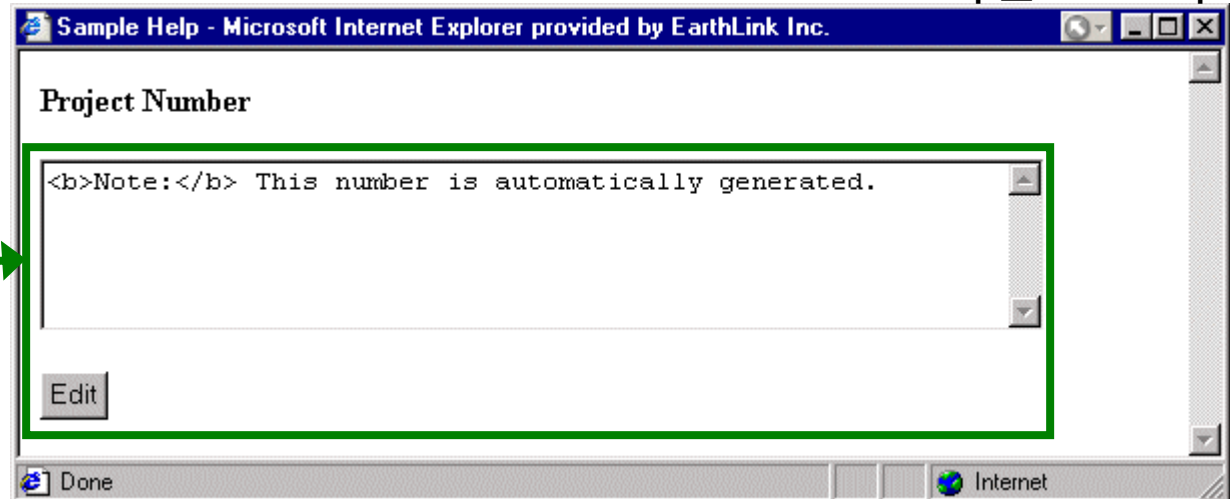 Sample Help - Microsoft Internet Explorer provided by EarthLink Inc.
Project Number
<b>Note:</b> This number is automatically generated.
Edit
Done
Internet